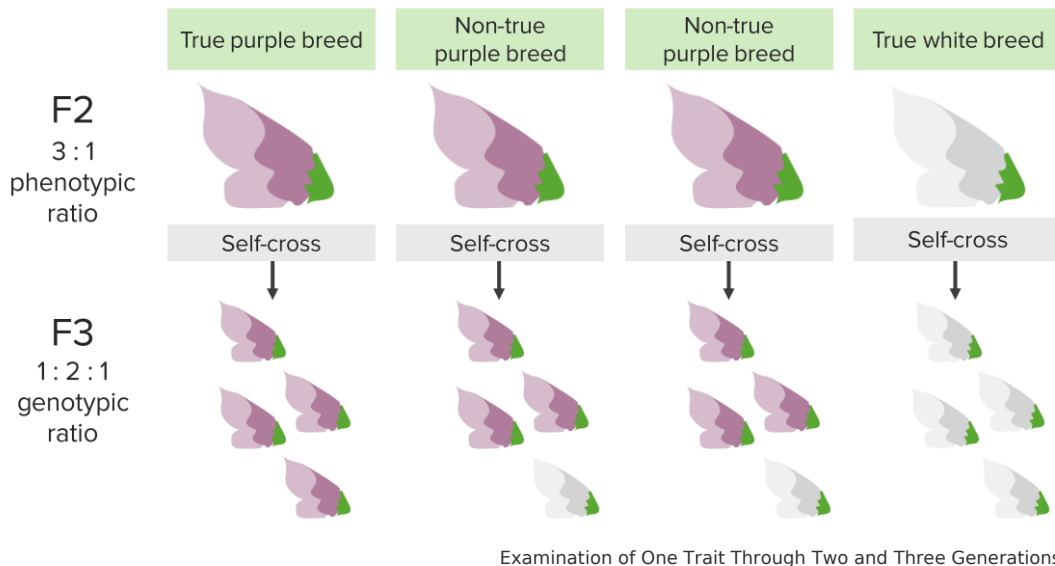 True purple breed
Non-true
purple breed
Non-true
purple breed
True white breed
F2
3 : 1
phenotypic
ratio
Self-cross
Self-cross
Self-cross
Self-cross
F3
1 : 2 : 1
genotypic
ratio
Examination of One Trait Through Two and Three Generations